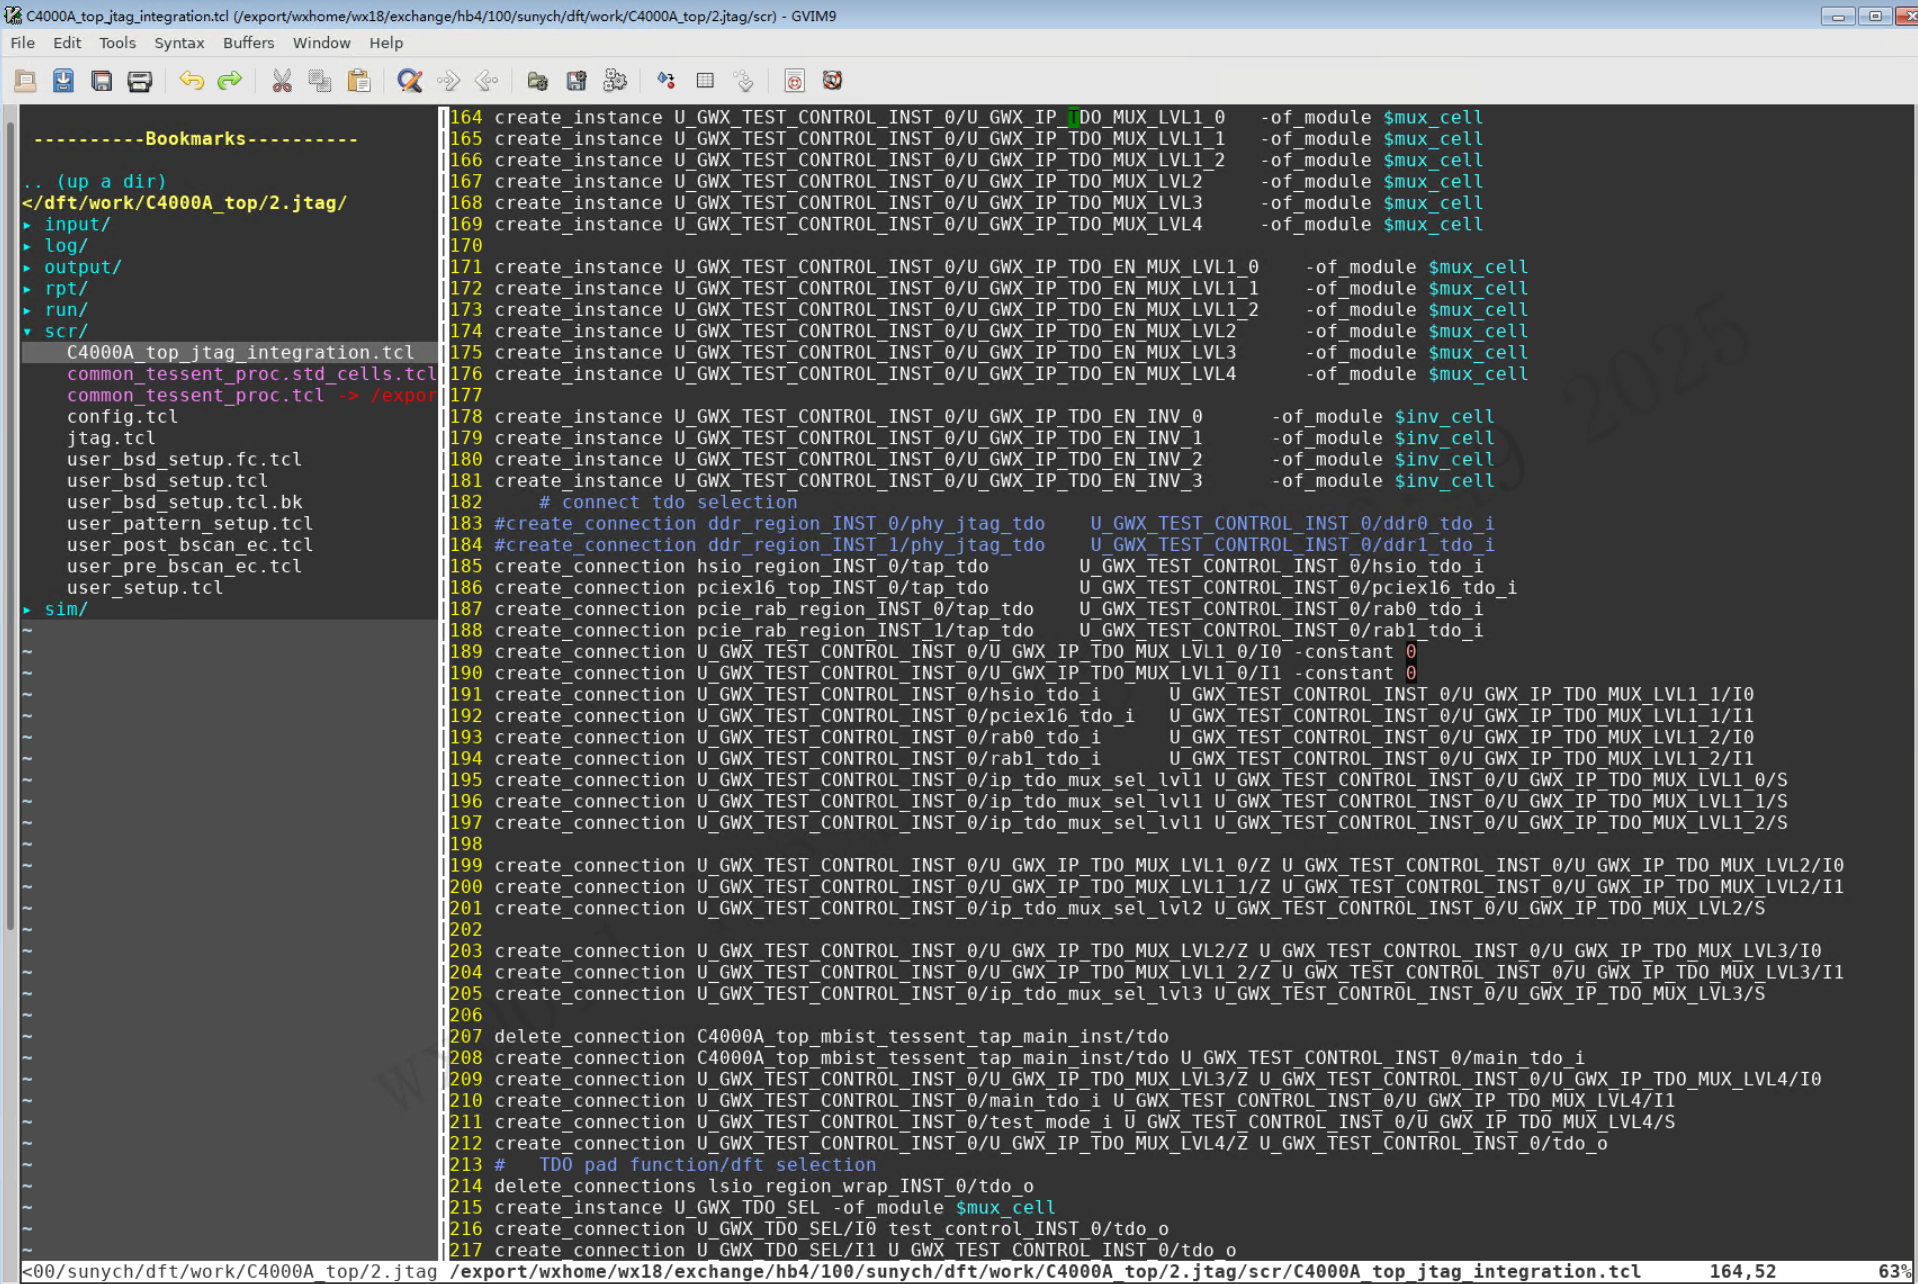 C4000A_top_jtag_integration.tcl (/export/wxhome/wx18/exchange/hb4/100/sunych/dft/work/C4000A_top/2.jtag/scr) - GVIM9
File Edit Tools Syntax Buffers Window Help
----------Bookmarks----------
.. (up a dir)
</dft/work/C4000A_top/2.jtag/
▸ input/
▸ log/
▸ output/
▸ rpt/
▸ run/
▾ scr/
C4000A_top_jtag_integration.tcl
common_tessent_proc.std_cells.tcl
common_tessent_proc.tcl -> /expor
config.tcl
jtag.tcl
user_bsd_setup.fc.tcl
user_bsd_setup.tcl
user_bsd_setup.tcl.bk
user_pattern_setup.tcl
user_post_bscan_ec.tcl
user_pre_bscan_ec.tcl
user_setup.tcl
▸ sim/
164 create_instance U_GWX_TEST_CONTROL_INST_0/U_GWX_IP_TDO_MUX_LVL1_0 -of_module $mux_cell
165 create_instance U_GWX_TEST_CONTROL_INST_0/U_GWX_IP_TDO_MUX_LVL1_1 -of_module $mux_cell
166 create_instance U_GWX_TEST_CONTROL_INST_0/U_GWX_IP_TDO_MUX_LVL1_2 -of_module $mux_cell
167 create_instance U_GWX_TEST_CONTROL_INST_0/U_GWX_IP_TDO_MUX_LVL2 -of_module $mux_cell
168 create_instance U_GWX_TEST_CONTROL_INST_0/U_GWX_IP_TDO_MUX_LVL3 -of_module $mux_cell
169 create_instance U_GWX_TEST_CONTROL_INST_0/U_GWX_IP_TDO_MUX_LVL4 -of_module $mux_cell
170
171 create_instance U_GWX_TEST_CONTROL_INST_0/U_GWX_IP_TDO_EN_MUX_LVL1_0 -of_module $mux_cell
172 create_instance U_GWX_TEST_CONTROL_INST_0/U_GWX_IP_TDO_EN_MUX_LVL1_1 -of_module $mux_cell
173 create_instance U_GWX_TEST_CONTROL_INST_0/U_GWX_IP_TDO_EN_MUX_LVL1_2 -of_module $mux_cell
174 create_instance U_GWX_TEST_CONTROL_INST_0/U_GWX_IP_TDO_EN_MUX_LVL2 -of_module $mux_cell
175 create_instance U_GWX_TEST_CONTROL_INST_0/U_GWX_IP_TDO_EN_MUX_LVL3 -of_module $mux_cell
176 create_instance U_GWX_TEST_CONTROL_INST_0/U_GWX_IP_TDO_EN_MUX_LVL4 -of_module $mux_cell
177
178 create_instance U_GWX_TEST_CONTROL_INST_0/U_GWX_IP_TDO_EN_INV_0 -of_module $inv_cell
179 create_instance U_GWX_TEST_CONTROL_INST_0/U_GWX_IP_TDO_EN_INV_1 -of_module $inv_cell
180 create_instance U_GWX_TEST_CONTROL_INST_0/U_GWX_IP_TDO_EN_INV_2 -of_module $inv_cell
181 create_instance U_GWX_TEST_CONTROL_INST_0/U_GWX_IP_TDO_EN_INV_3 -of_module $inv_cell
182 # connect tdo selection
183 #create_connection ddr_region_INST_0/phy_jtag_tdo U_GWX_TEST_CONTROL_INST_0/ddr0_tdo_i
184 #create_connection ddr_region_INST_1/phy_jtag_tdo U_GWX_TEST_CONTROL_INST_0/ddr1_tdo_i
185 create_connection hsio_region_INST_0/tap_tdo U_GWX_TEST_CONTROL_INST_0/hsio_tdo_i
186 create_connection pciex16_top_INST_0/tap_tdo U_GWX_TEST_CONTROL_INST_0/pciex16_tdo_i
187 create_connection pcie_rab_region_INST_0/tap_tdo U_GWX_TEST_CONTROL_INST_0/rab0_tdo_i
188 create_connection pcie_rab_region_INST_1/tap_tdo U_GWX_TEST_CONTROL_INST_0/rab1_tdo_i
189 create_connection U_GWX_TEST_CONTROL_INST_0/U_GWX_IP_TDO_MUX_LVL1_0/I0 -constant 0
190 create_connection U_GWX_TEST_CONTROL_INST_0/U_GWX_IP_TDO_MUX_LVL1_0/I1 -constant 0
191 create_connection U_GWX_TEST_CONTROL_INST_0/hsio_tdo_i U_GWX_TEST_CONTROL_INST_0/U_GWX_IP_TDO_MUX_LVL1_1/I0
192 create_connection U_GWX_TEST_CONTROL_INST_0/pciex16_tdo_i U_GWX_TEST_CONTROL_INST_0/U_GWX_IP_TDO_MUX_LVL1_1/I1
193 create_connection U_GWX_TEST_CONTROL_INST_0/rab0_tdo_i U_GWX_TEST_CONTROL_INST_0/U_GWX_IP_TDO_MUX_LVL1_2/I0
194 create_connection U_GWX_TEST_CONTROL_INST_0/rab1_tdo_i U_GWX_TEST_CONTROL_INST_0/U_GWX_IP_TDO_MUX_LVL1_2/I1
195 create_connection U_GWX_TEST_CONTROL_INST_0/ip_tdo_mux_sel_lvl1 U_GWX_TEST_CONTROL_INST_0/U_GWX_IP_TDO_MUX_LVL1_0/S
196 create_connection U_GWX_TEST_CONTROL_INST_0/ip_tdo_mux_sel_lvl1 U_GWX_TEST_CONTROL_INST_0/U_GWX_IP_TDO_MUX_LVL1_1/S
197 create_connection U_GWX_TEST_CONTROL_INST_0/ip_tdo_mux_sel_lvl1 U_GWX_TEST_CONTROL_INST_0/U_GWX_IP_TDO_MUX_LVL1_2/S
198
199 create_connection U_GWX_TEST_CONTROL_INST_0/U_GWX_IP_TDO_MUX_LVL1_0/Z U_GWX_TEST_CONTROL_INST_0/U_GWX_IP_TDO_MUX_LVL2/I0
200 create_connection U_GWX_TEST_CONTROL_INST_0/U_GWX_IP_TDO_MUX_LVL1_1/Z U_GWX_TEST_CONTROL_INST_0/U_GWX_IP_TDO_MUX_LVL2/I1
201 create_connection U_GWX_TEST_CONTROL_INST_0/ip_tdo_mux_sel_lvl2 U_GWX_TEST_CONTROL_INST_0/U_GWX_IP_TDO_MUX_LVL2/S
202
203 create_connection U_GWX_TEST_CONTROL_INST_0/U_GWX_IP_TDO_MUX_LVL2/Z U_GWX_TEST_CONTROL_INST_0/U_GWX_IP_TDO_MUX_LVL3/I0
204 create_connection U_GWX_TEST_CONTROL_INST_0/U_GWX_IP_TDO_MUX_LVL1_2/Z U_GWX_TEST_CONTROL_INST_0/U_GWX_IP_TDO_MUX_LVL3/I1
205 create_connection U_GWX_TEST_CONTROL_INST_0/ip_tdo_mux_sel_lvl3 U_GWX_TEST_CONTROL_INST_0/U_GWX_IP_TDO_MUX_LVL3/S
206
207 delete_connection C4000A_top_mbist_tessent_tap_main_inst/tdo
208 create_connection C4000A_top_mbist_tessent_tap_main_inst/tdo U_GWX_TEST_CONTROL_INST_0/main_tdo_i
209 create_connection U_GWX_TEST_CONTROL_INST_0/U_GWX_IP_TDO_MUX_LVL3/Z U_GWX_TEST_CONTROL_INST_0/U_GWX_IP_TDO_MUX_LVL4/I0
210 create_connection U_GWX_TEST_CONTROL_INST_0/main_tdo_i U_GWX_TEST_CONTROL_INST_0/U_GWX_IP_TDO_MUX_LVL4/I1
211 create_connection U_GWX_TEST_CONTROL_INST_0/test_mode_i U_GWX_TEST_CONTROL_INST_0/U_GWX_IP_TDO_MUX_LVL4/S
212 create_connection U_GWX_TEST_CONTROL_INST_0/U_GWX_IP_TDO_MUX_LVL4/Z U_GWX_TEST_CONTROL_INST_0/tdo_o
213 # TDO pad function/dft selection
214 delete_connections lsio_region_wrap_INST_0/tdo_o
215 create_instance U_GWX_TDO_SEL -of_module $mux_cell
216 create_connection U_GWX_TDO_SEL/I0 test_control_INST_0/tdo_o
217 create_connection U_GWX_TDO_SEL/I1 U_GWX_TEST_CONTROL_INST_0/tdo_o
<00/sunych/dft/work/C4000A_top/2.jtag /export/wxhome/wx18/exchange/hb4/100/sunych/dft/work/C4000A_top/2.jtag/scr/C4000A_top_jtag_integration.tcl 164,52 63%
2025